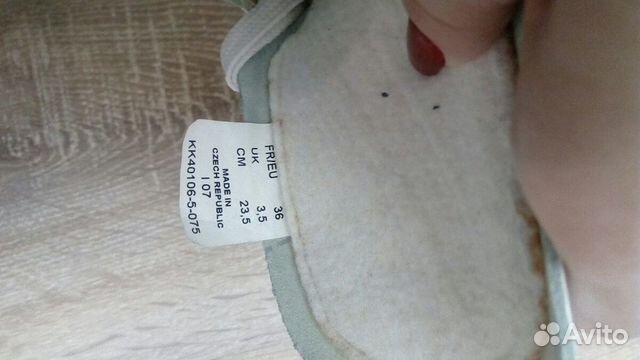 FR/EU 36
UK 3,5
CM 23,5
MADE IN
CZECH REPUBLIC
I 07
KK40106-5-075
Avito